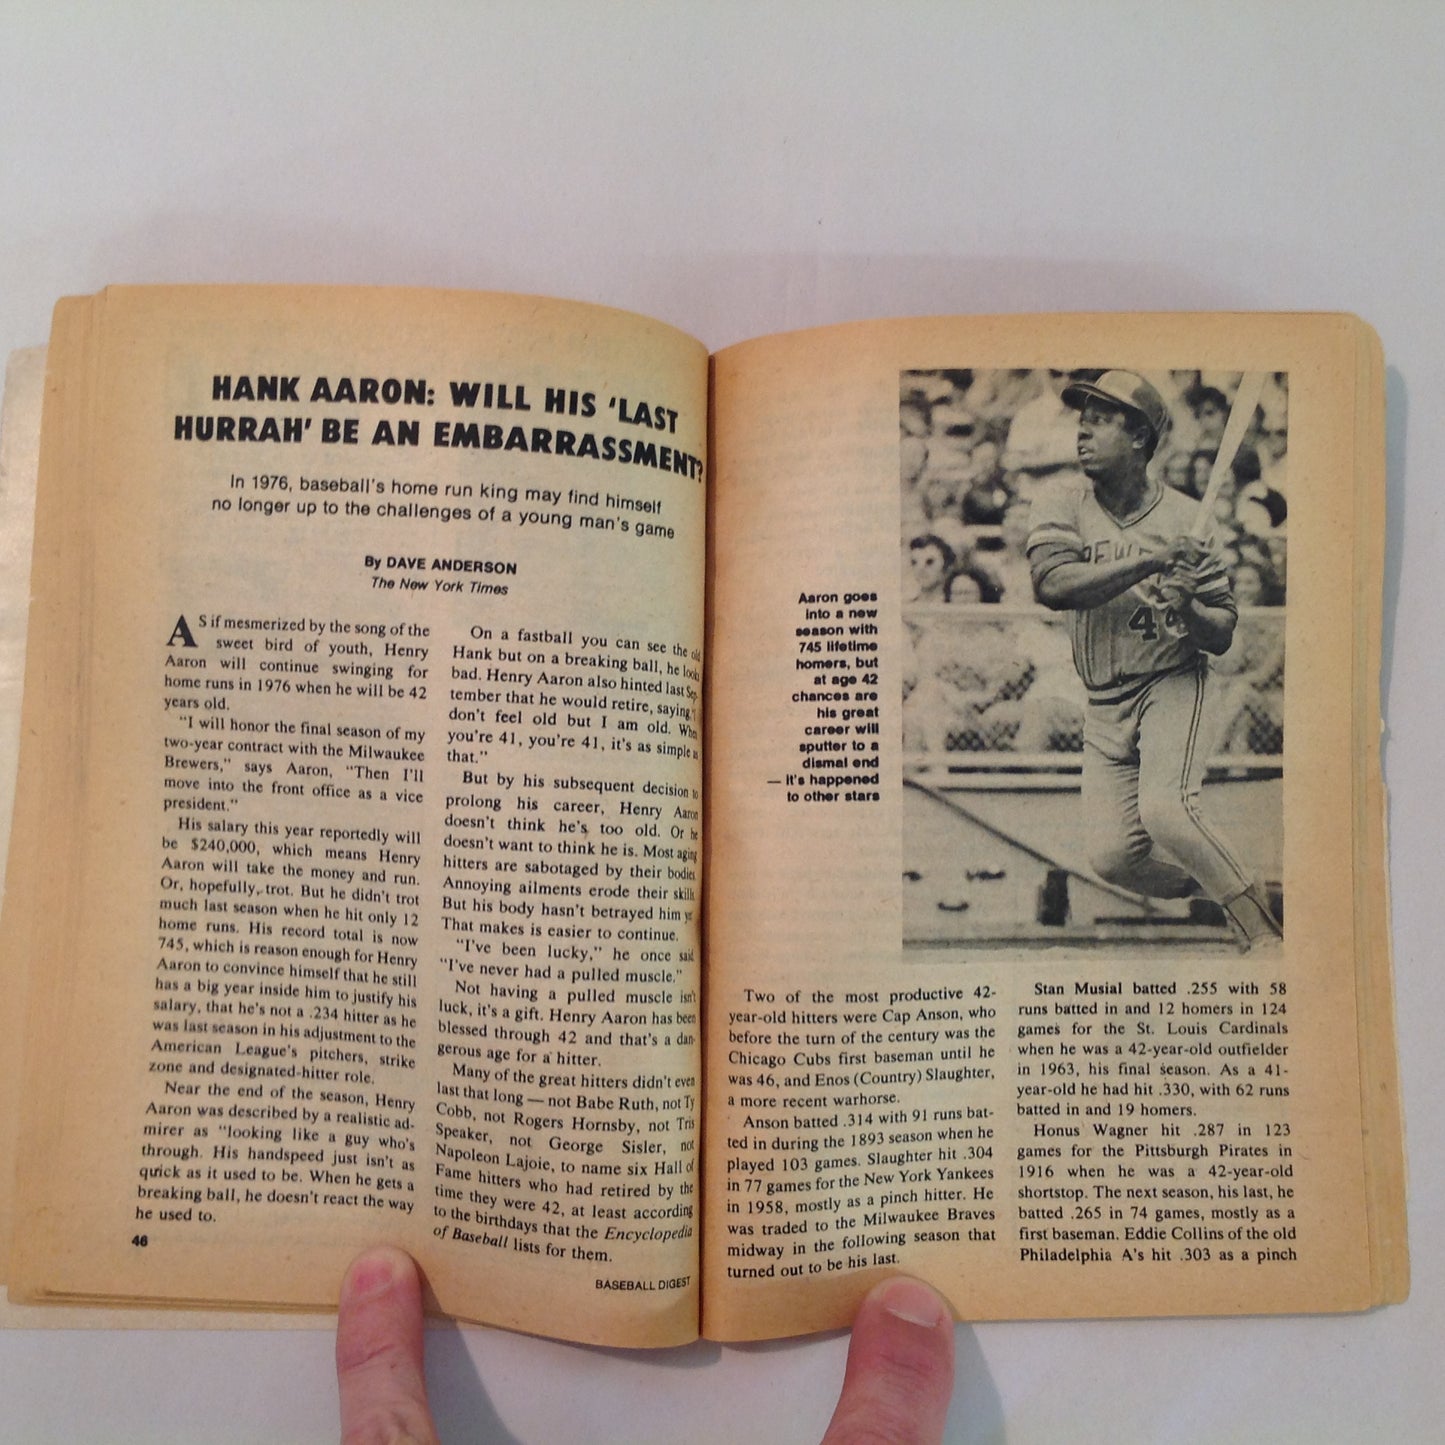 HANK AARON: WILL HIS 'LAST
HURRAH' BE AN EMBARRASSMENT?
In 1976, baseball's home run king may find himself
no longer up to the challenges of a young man's game
By DAVE ANDERSON
The New York Times
AS if mesmerized by the song of the
sweet bird of youth, Henry
Aaron will continue swinging for
home runs in 1976 when he will be 42
years old.
"I will honor the final season of my
two-year contract with the Milwaukee
Brewers," says Aaron, "Then I'll
move into the front office as a vice
president."
His salary this year reportedly will
be $240,000, which means Henry
Aaron will take the money and run.
Or, hopefully, trot. But he didn't trot
much last season when he hit only 12
home runs. His record total is now
745, which is reason enough for Henry
Aaron to convince himself that he still
has a big year inside him to justify his
salary, that he's not a .234 hitter as he
was last season in his adjustment to the
American League's pitchers, strike
zone and designated-hitter role.
Near the end of the season, Henry
Aaron was described by a realistic ad-
mirer as "looking like a guy who's
through. His handspeed just isn't as
quick as it used to be. When he gets a
breaking ball, he doesn't react the way
he used to.
46
On a fastball you can see the old
Hank but on a breaking ball, he looks
bad. Henry Aaron also hinted last Sep-
tember that he would retire, saying,
don't feel old but I am old. When
you're 41, you're 41, it's as simple as
that."
But by his subsequent decision to
prolong his career, Henry Aaron
doesn't think he's too old. Or he
doesn't want to think he is. Most aging
hitters are sabotaged by their bodies.
Annoying ailments erode their skills.
But his body hasn't betrayed him yet.
That makes is easier to continue.
"I've been lucky," he once said
"I've never had a pulled muscle."
Not having a pulled muscle isn't
luck, it's a gift. Henry Aaron has been
blessed through 42 and that's a dan-
gerous age for a hitter.
Many of the great hitters didn't even
last that long — not Babe Ruth, not Ty
Cobb, not Rogers Hornsby, not Tris
Speaker, not George Sisler, not
Napoleon Lajoie, to name six Hall of
Fame hitters who had retired by the
time they were 42, at least according
to the birthdays that the Encyclopedia
of Baseball lists for them.
BASEBALL DIGEST
Aaron goes
into a new
season with
745 lifetime
homers, but
at age 42
chances are
his great
career will
sputter to a
dismal end
— it's happened
to other stars
44
Two of the most productive 42-
year-old hitters were Cap Anson, who
before the turn of the century was the
Chicago Cubs first baseman until he
was 46, and Enos (Country) Slaughter,
a more recent warhorse.
Anson batted .314 with 91 runs bat-
ted in during the 1893 season when he
played 103 games. Slaughter hit .304
in 77 games for the New York Yankees
in 1958, mostly as a pinch hitter. He
was traded to the Milwaukee Braves
midway in the following season that
turned out to be his last.
Stan Musial batted .255 with 58
runs batted in and 12 homers in 124
games for the St. Louis Cardinals
when he was a 42-year-old outfielder
in 1963, his final season. As a 41-
year-old he had hit .330, with 62 runs
batted in and 19 homers.
Honus Wagner hit .287 in 123
games for the Pittsburgh Pirates in
1916 when he was a 42-year-old
shortstop. The next season, his last, he
batted .265 in 74 games, mostly as a
first baseman. Eddie Collins of the old
Philadelphia A's hit .303 as a pinch